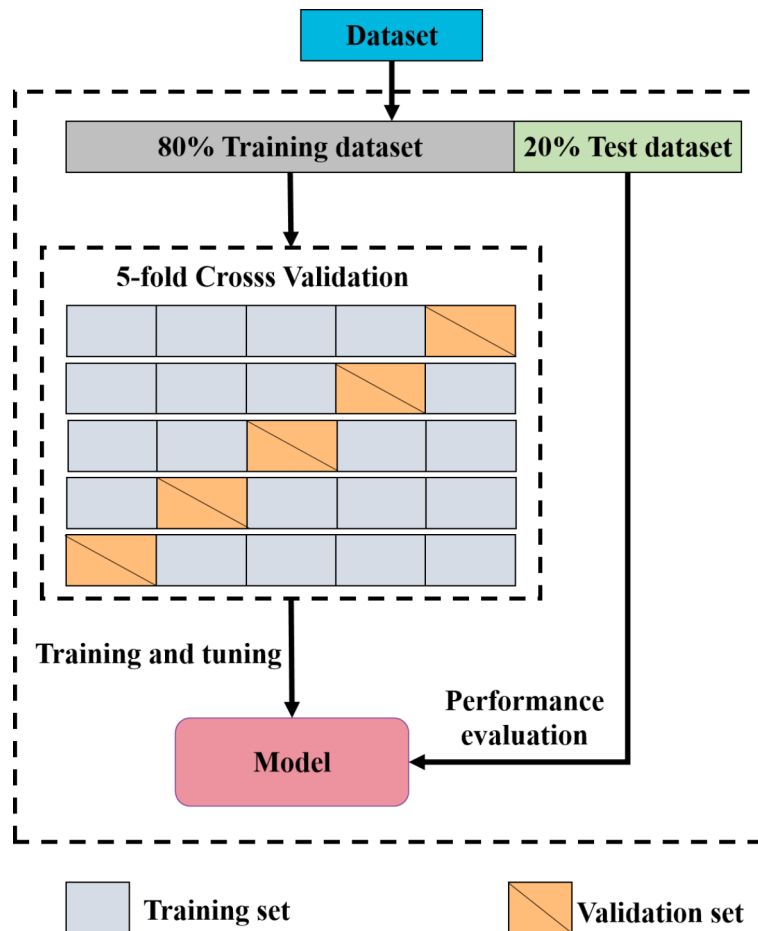 Dataset
80% Training dataset
20% Test dataset
5-fold Crosss Validation
Training and tuning
Performance
evaluation
Model
Training set
Validation set